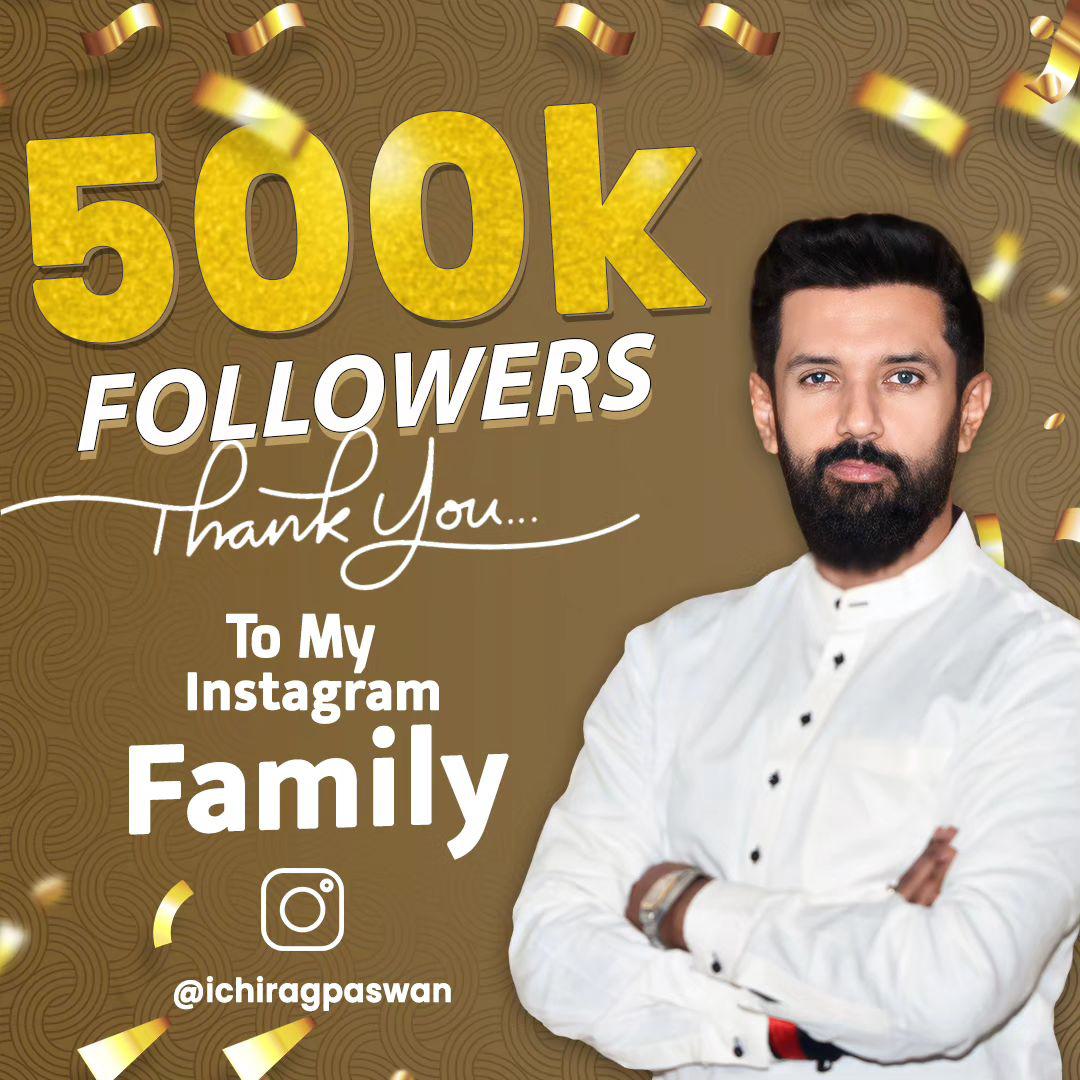 500k
FOLLOWERS
Thank You...
To My
Instagram
Family
@ichiragpaswan